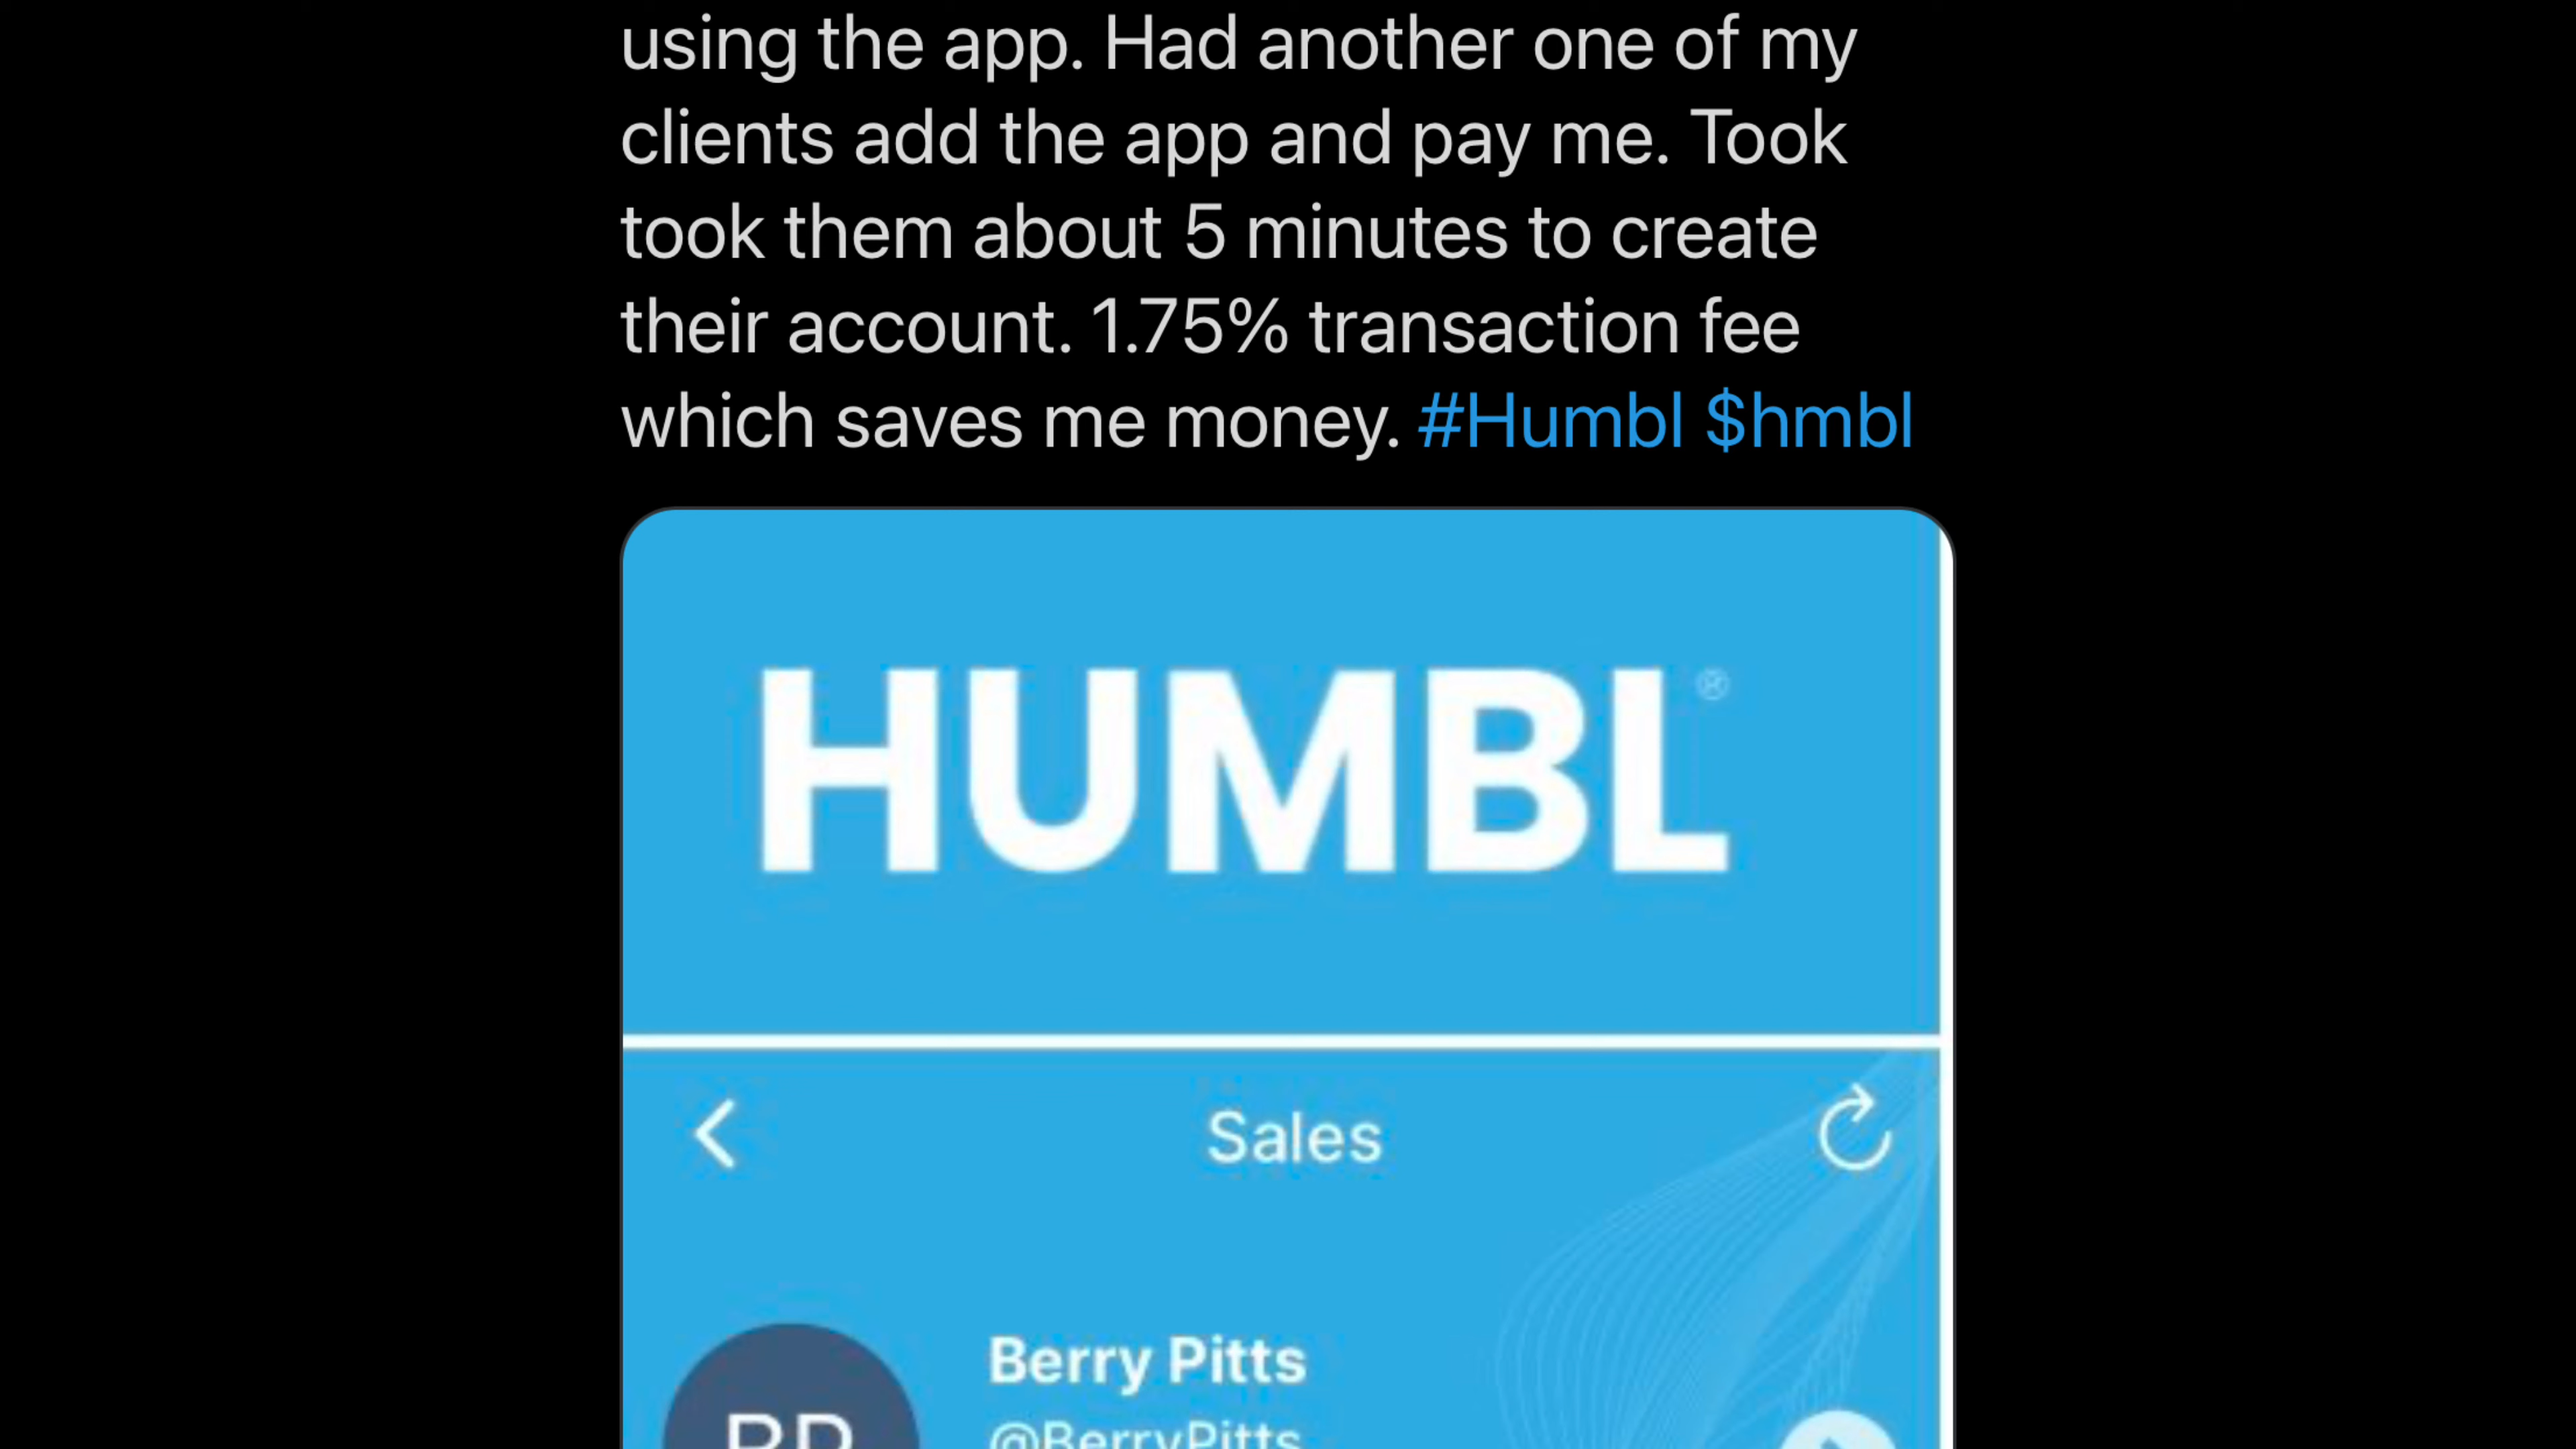 using the app. Had another one of my
clients add the app and pay me. Took
took them about 5 minutes to create
their account. 1.75% transaction fee
which saves me money. #Humbl $hmbl
HUMBL
Sales
Berry Pitts
@BerryPitts
BP